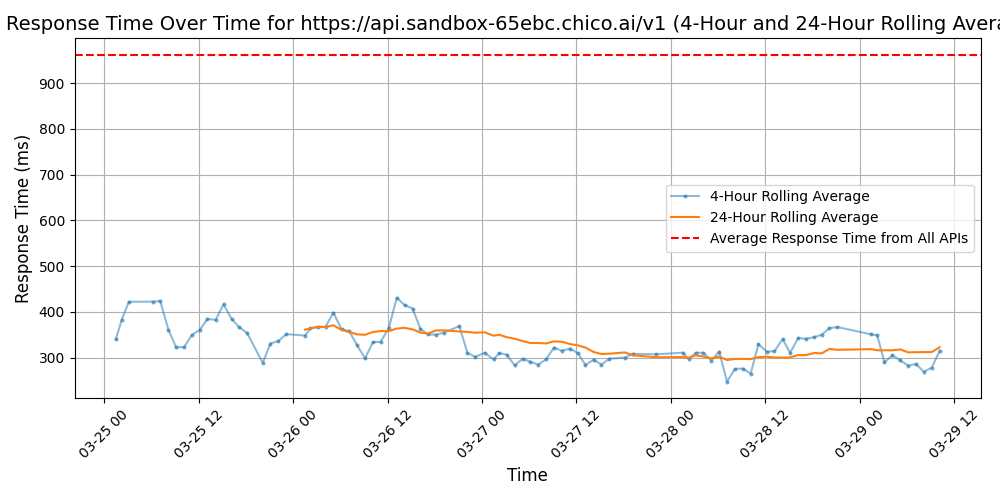 Response Time Over Time for https://api.sandbox-65ebc.chico.ai/v1 (4-Hour and 24-Hour Rolling Avera
Response Time (ms)
900
800
700
600
500
400
300
4-Hour Rolling Average
24-Hour Rolling Average
Average Response Time from All APIs
03-25 00
03-25 12
03-26 00
03-26 12
03-27 00
03-27 12
03-28 00
03-28 12
03-29 00
03-29 12
Time